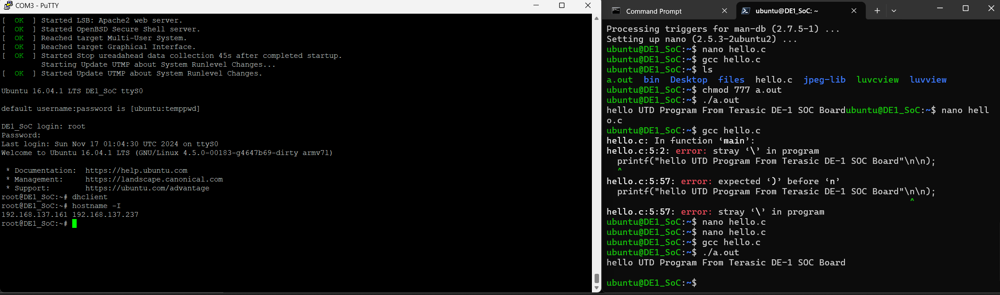 COM3 - PuTTY
[  OK  ] Started LSB: Apache2 web server.
[  OK  ] Started OpenBSD Secure Shell server.
[  OK  ] Reached target Multi-User System.
[  OK  ] Reached target Graphical Interface.
[  OK  ] Started Stop ureadahead data collection 45s after completed startup.
         Starting Update UTMP about System Runlevel Changes...
[  OK  ] Started Update UTMP about System Runlevel Changes.
Ubuntu 16.04.1 LTS DE1_SoC ttyS0
default username:password is [ubuntu:temppwd]
DE1_SoC login: root
Password:
Last login: Sun Nov 17 01:04:30 UTC 2024 on ttyS0
Welcome to Ubuntu 16.04.1 LTS (GNU/Linux 4.5.0-00183-g4647b69-dirty armv7l)
 * Documentation:  https://help.ubuntu.com
 * Management:     https://landscape.canonical.com
 * Support:        https://ubuntu.com/advantage
root@DE1_SoC:~# dhclient
root@DE1_SoC:~# hostname -I
192.168.137.161 192.168.137.237
root@DE1_SoC:~#
Command Prompt
ubuntu@DE1_SoC: ~
Processing triggers for man-db (2.7.5-1) ...
Setting up nano (2.5.3-2ubuntu2) ...
ubuntu@DE1_SoC:~$ nano hello.c
ubuntu@DE1_SoC:~$ gcc hello.c
ubuntu@DE1_SoC:~$ ls
a.out  bin  Desktop  files  hello.c  jpeg-lib  luvcview  luvview
ubuntu@DE1_SoC:~$ chmod 777 a.out
ubuntu@DE1_SoC:~$ ./a.out
hello UTD Program From Terasic DE-1 SOC Boardubuntu@DE1_SoC:~$ nano hell
o.c
ubuntu@DE1_SoC:~$ gcc hello.c
hello.c: In function ‘main’:
hello.c:5:2: error: stray ‘\’ in program
  printf("hello UTD Program From Terasic DE-1 SOC Board"\n\n);
  ^
hello.c:5:57: error: expected ‘)’ before ‘n’
  printf("hello UTD Program From Terasic DE-1 SOC Board"\n\n);
                                                         ^
hello.c:5:57: error: stray ‘\’ in program
ubuntu@DE1_SoC:~$ nano hello.c
ubuntu@DE1_SoC:~$ nano hello.c
ubuntu@DE1_SoC:~$ gcc hello.c
ubuntu@DE1_SoC:~$ ./a.out
hello UTD Program From Terasic DE-1 SOC Board
ubuntu@DE1_SoC:~$